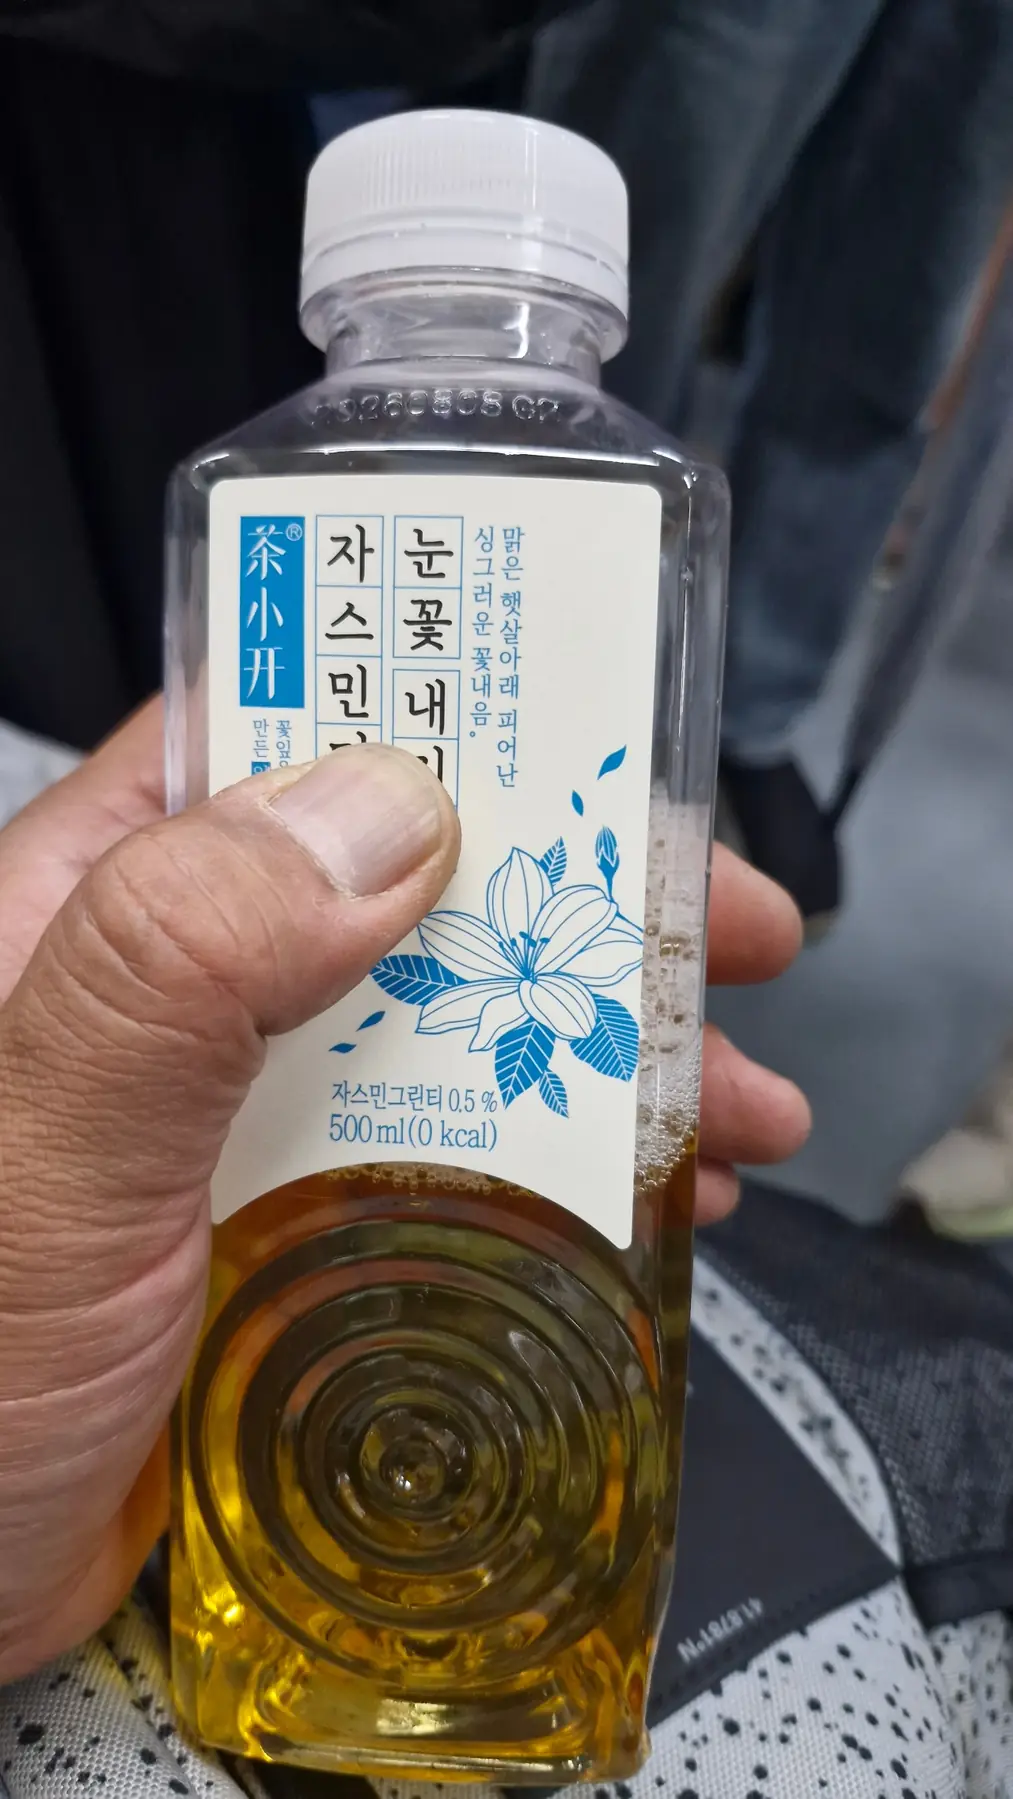 茶小开®
자스민
눈꽃 내
맑은 햇살아래 피어난
싱그러운 꽃내음。
만든
자스민그린티 0.5 %
500 ml(0 kcal)
Nº187814